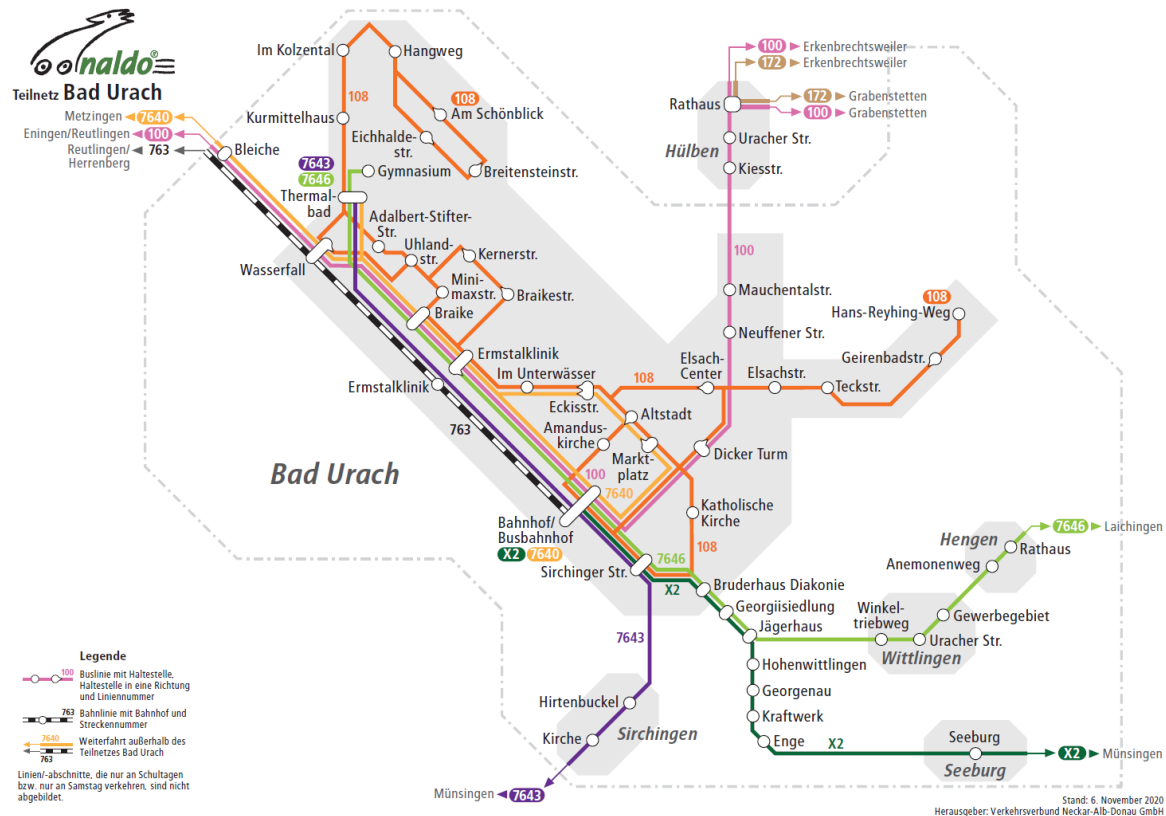 naldo®
Teilnetz Bad Urach
Metzingen 7640
Eningen/Reutlingen 100
Reutlingen/
Herrenberg
763
Bleiche
Im Kolzental
Hangweg
108
108
Am Schönblick
Kurmittelhaus
Eichhalde-
str.
Breitensteinstr.
7643
7646
Gymnasium
Thermal-
bad
Adalbert-Stifter-
Str.
Uhland-
str.
Kernerstr.
Wasserfall
Mini-
maxstr.
Braikestr.
Braike
Ermstalklinik
Ermstalklinik
Im Unterwässer
Eckisstr.
763
108
Elsach-
Center
Elsachstr.
Teckstr.
Geirenbadstr.
Hans-Reyhing-Weg
108
100 Erkenbrechtsweiler
172 Erkenbrechtsweiler
172 Grabenstetten
100 Grabenstetten
Rathaus
Uracher Str.
Hülben
Kiesstr.
100
Mauchentalstr.
Neuffener Str.
Altstadt
Amandus-
kirche
Markt-
platz
Dicker Turm
Bad Urach
100
7640
Katholische
Kirche
Bahnhof/
Busbahnhof
X2 7640
Sirchinger Str.
7646
108
X2
Bruderhaus Diakonie
Georgiisiedlung
Jägerhaus
Winkel-
triebweg
Uracher Str.
Wittlingen
Gewerbegebiet
Anemonenweg
Hengen
Rathaus
7646 Laichingen
7643
Hohenwittlingen
Georgenau
Kraftwerk
Enge
X2
Seeburg
Seeburg
X2 Münsingen
Hirtenbuckel
Kirche
Sirchingen
Münsingen 7643
Legende
100
Buslinie mit Haltestelle,
Haltestelle in eine Richtung
und Liniennummer
763
Bahnlinie mit Bahnhof und
Streckennummer
7640
763
Weiterfahrt außerhalb des
Teilnetzes Bad Urach
Linien/-abschnitte, die nur an Schultagen
bzw. nur an Samstag verkehren, sind nicht
abgebildet.
Stand: 6. November 2020
Herausgeber: Verkehrsverbund Neckar-Alb-Donau GmbH